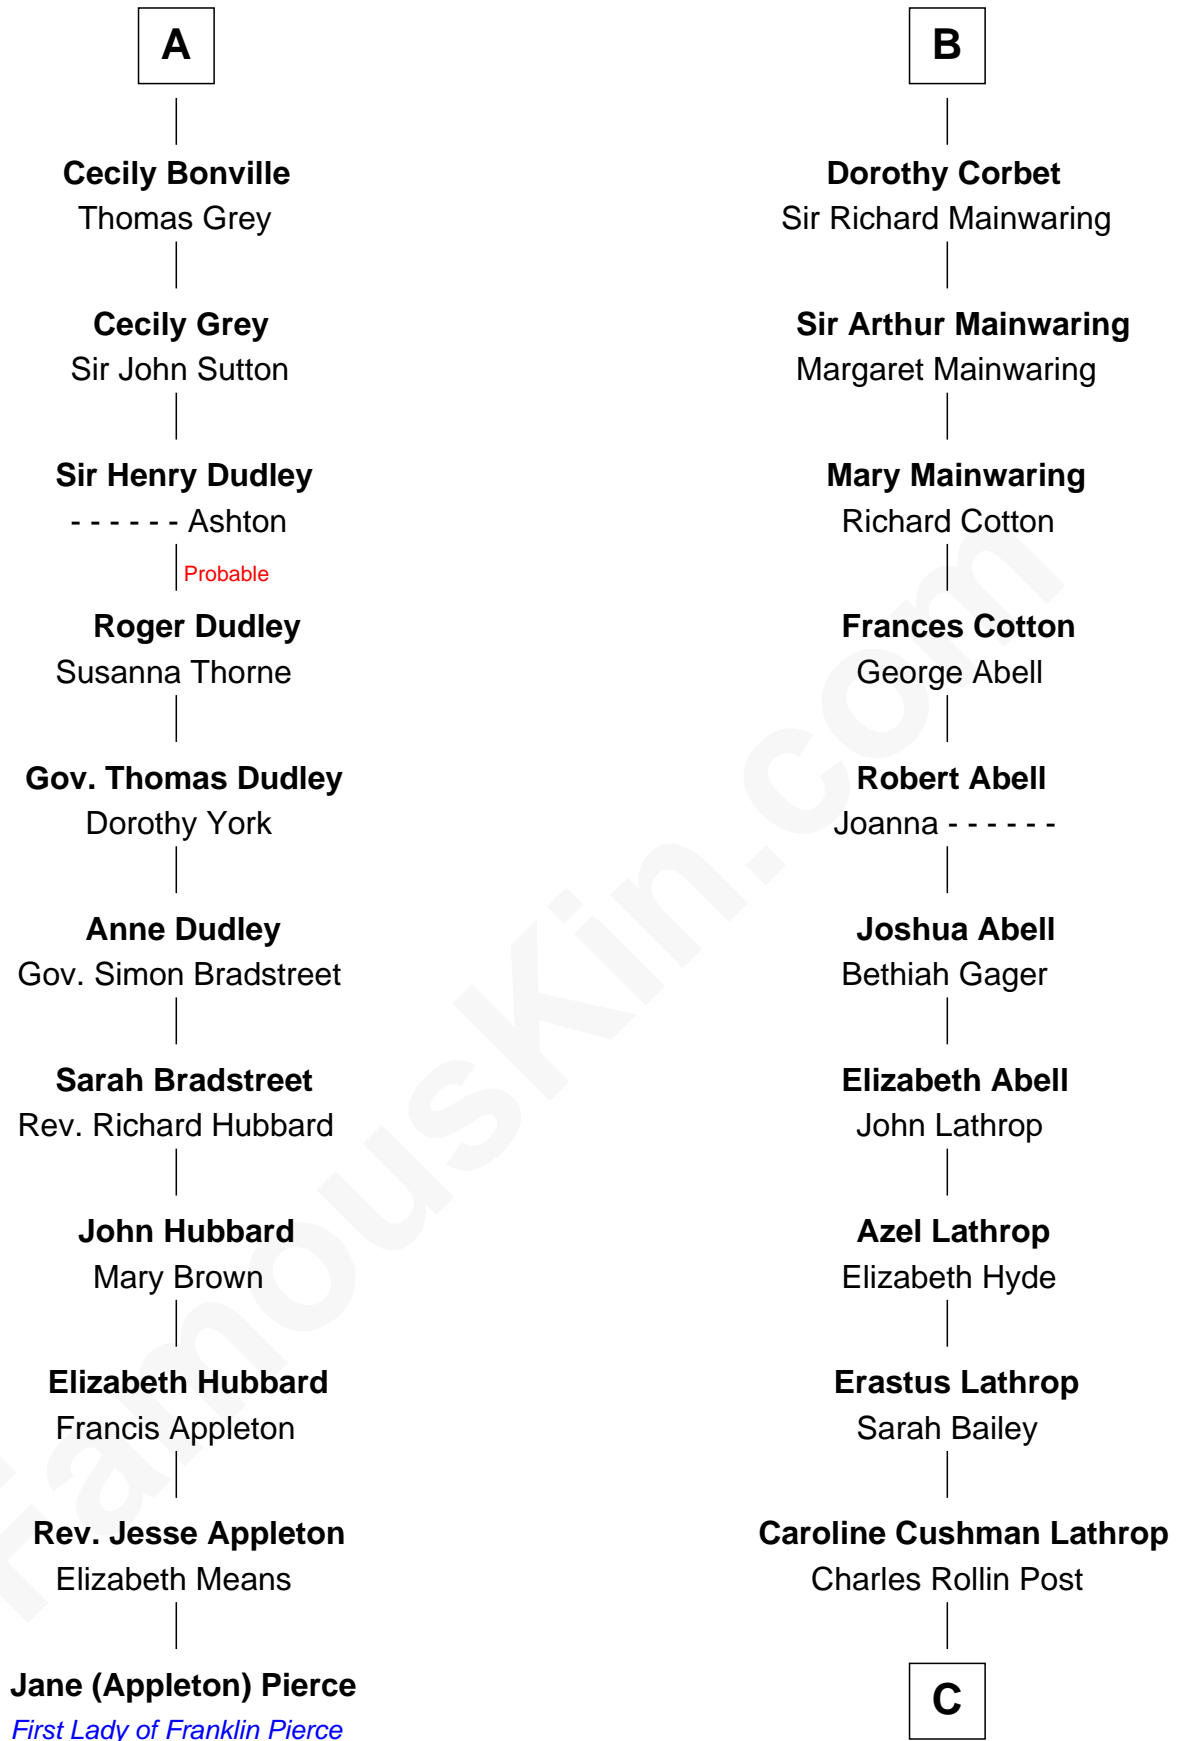 A
Cecily Bonville
Thomas Grey
Cecily Grey
Sir John Sutton
Sir Henry Dudley
- - - - - - Ashton
Probable
Roger Dudley
Susanna Thorne
Gov. Thomas Dudley
Dorothy York
Anne Dudley
Gov. Simon Bradstreet
Sarah Bradstreet
Rev. Richard Hubbard
John Hubbard
Mary Brown
Elizabeth Hubbard
Francis Appleton
Rev. Jesse Appleton
Elizabeth Means
Jane (Appleton) Pierce
First Lady of Franklin Pierce
B
Dorothy Corbet
Sir Richard Mainwaring
Sir Arthur Mainwaring
Margaret Mainwaring
Mary Mainwaring
Richard Cotton
Frances Cotton
George Abell
Robert Abell
Joanna - - - - - -
Joshua Abell
Bethiah Gager
Elizabeth Abell
John Lathrop
Azel Lathrop
Elizabeth Hyde
Erastus Lathrop
Sarah Bailey
Caroline Cushman Lathrop
Charles Rollin Post
C
FamousKin.com